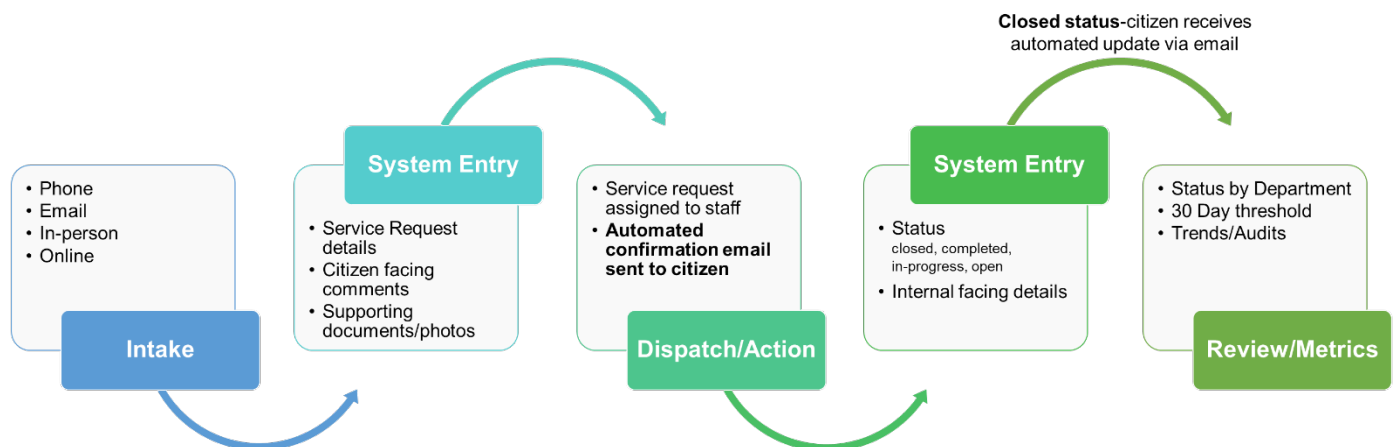 • Phone
• Email
• In-person
• Online
Intake
System Entry
• Service Request
details
• Citizen facing
comments
• Supporting
documents/photos
• Service request
assigned to staff
• Automated
confirmation email
sent to citizen
Dispatch/Action
System Entry
• Status
closed, completed,
in-progress, open
• Internal facing details
Closed status-citizen receives
automated update via email
• Status by Department
• 30 Day threshold
• Trends/Audits
Review/Metrics